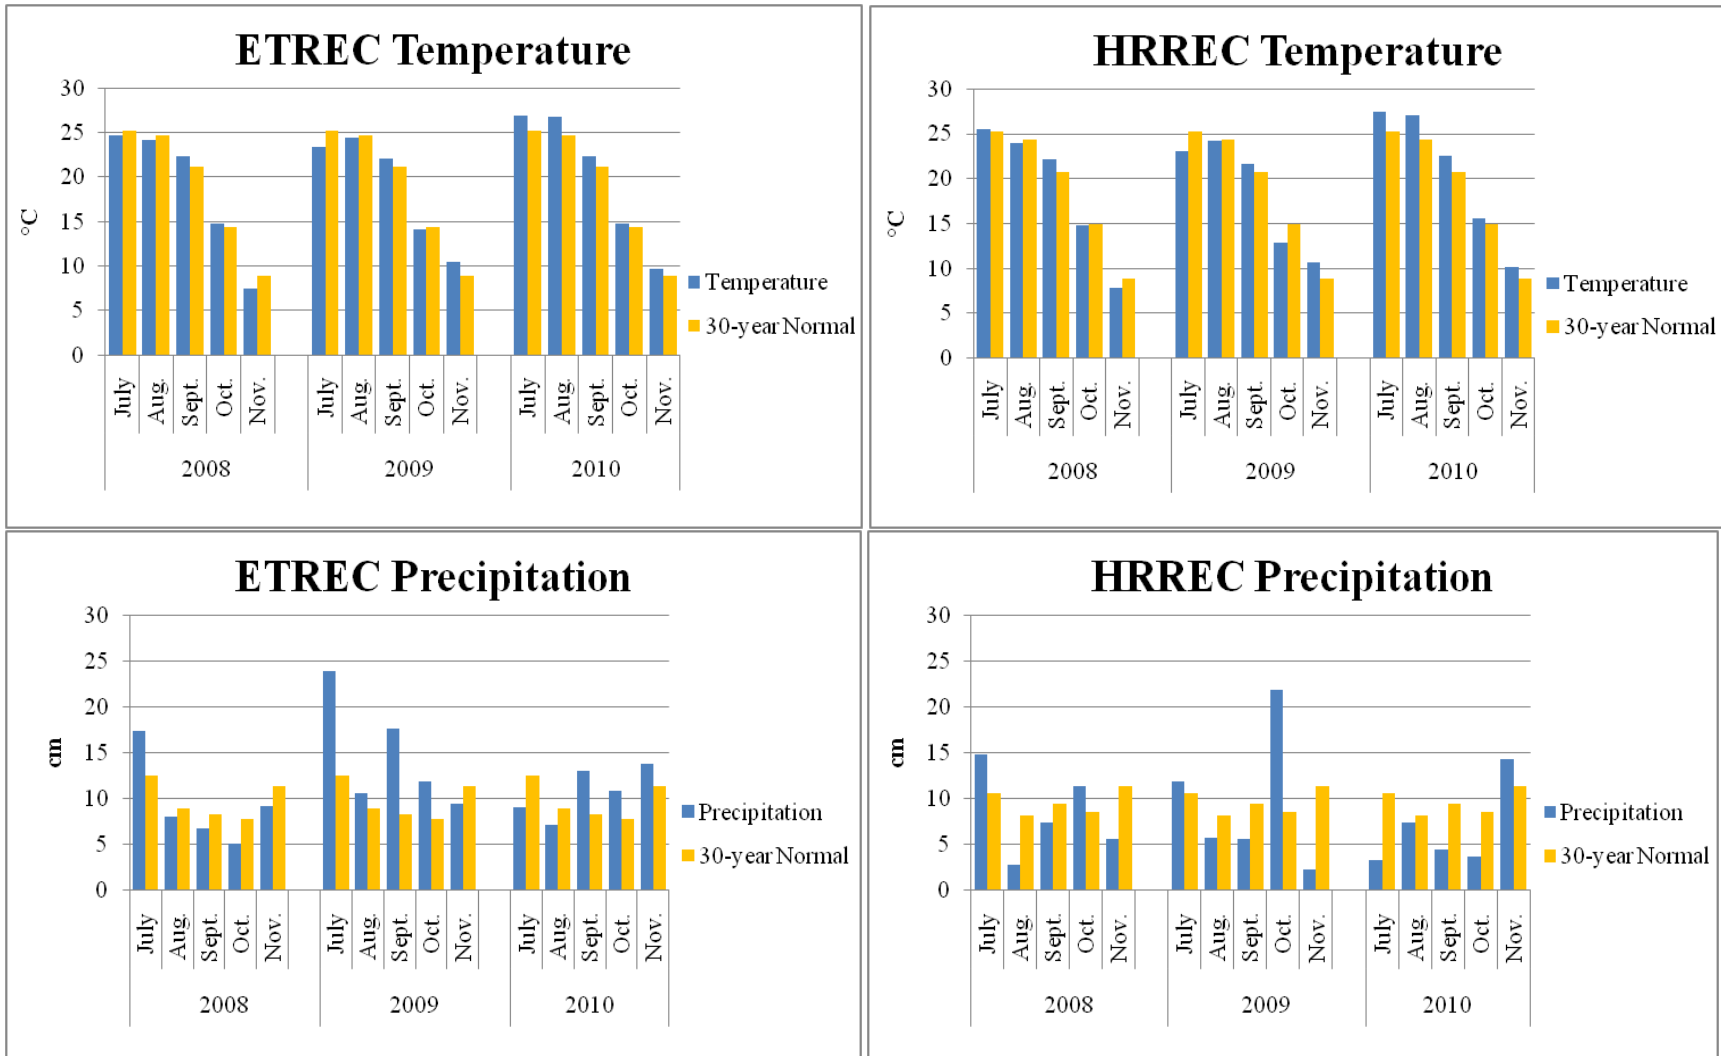 ETREC Temperature
30
25
20
15
10
5
0
°C
Temperature
30-year Normal
July Aug. Sept. Oct. Nov. July Aug. Sept. Oct. Nov. July Aug. Sept. Oct. Nov.
2008 2009 2010
HRREC Temperature
30
25
20
15
10
5
0
°C
Temperature
30-year Normal
July Aug. Sept. Oct. Nov. July Aug. Sept. Oct. Nov. July Aug. Sept. Oct. Nov.
2008 2009 2010
ETREC Precipitation
30
25
20
15
10
5
0
cm
Precipitation
30-year Normal
July Aug. Sept. Oct. Nov. July Aug. Sept. Oct. Nov. July Aug. Sept. Oct. Nov.
2008 2009 2010
HRREC Precipitation
30
25
20
15
10
5
0
cm
Precipitation
30-year Normal
July Aug. Sept. Oct. Nov. July Aug. Sept. Oct. Nov. July Aug. Sept. Oct. Nov.
2008 2009 2010